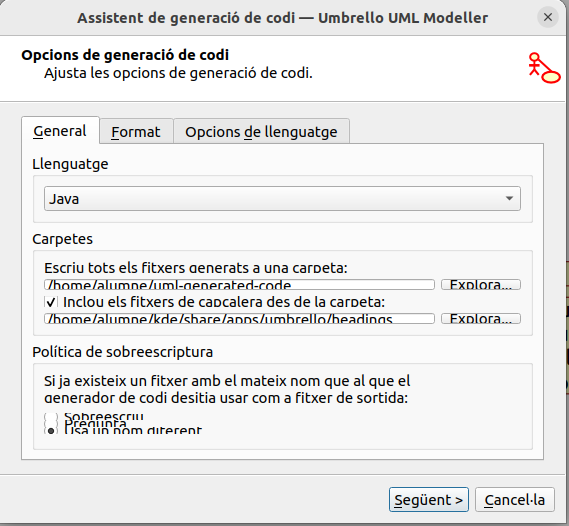 Assistent de generació de codi — Umbrello UML Modeller
Opcions de generació de codi
Ajusta les opcions de generació de codi.
General
Format
Opcions de llenguatge
Llenguatge
Java
Carpetes
Escriu tots els fitxers generats a una carpeta:
/home/alumne/uml-generated-code
Explora...
Inclou els fitxers de capçalera des de la carpeta:
/home/alumne/kde/share/apps/umbrello/headings
Explora...
Política de sobreescriptura
Si ja existeix un fitxer amb el mateix nom que al que el
generador de codi desitja usar com a fitxer de sortida:
Sobreescriu
Pregunta
Usa un nom diferent
Següent >
Cancel·la